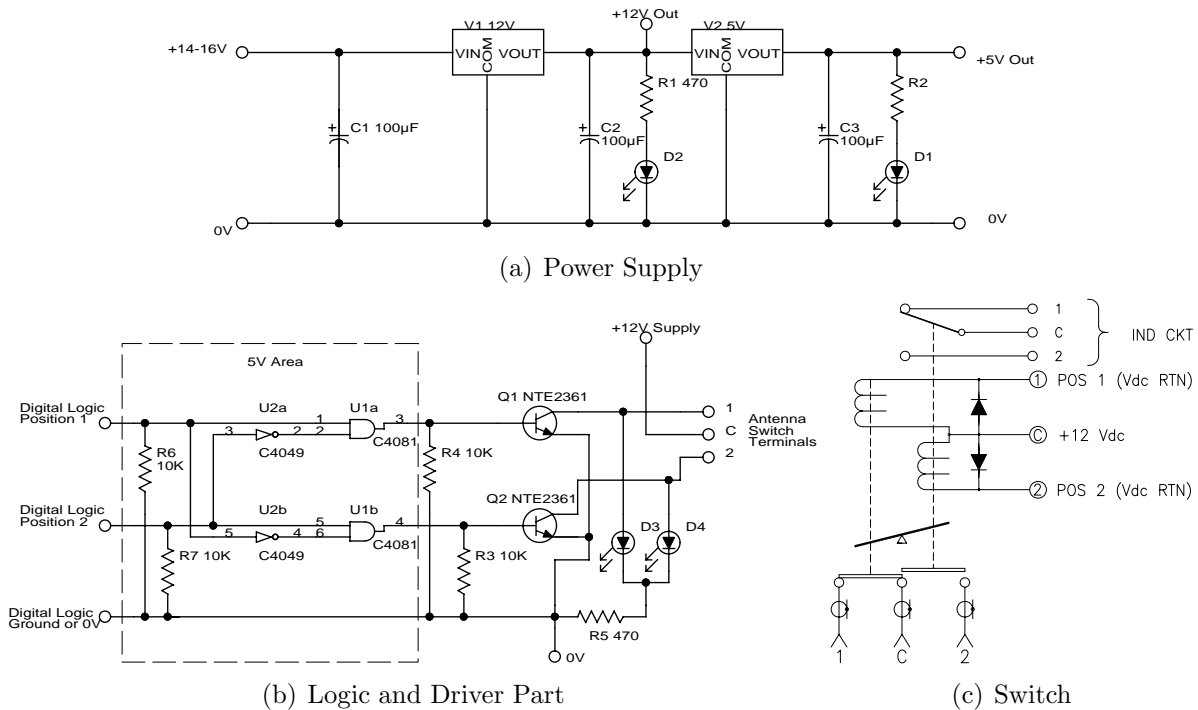 +12V Out
V1 12V
V2 5V
+14-16V
VIN
COM
VOUT
VIN
COM
VOUT
+5V Out
R1 470
R2
+
C1 100µF
+
C2
100µF
+
C3
100µF
D2
D1
0V
0V
(a) Power Supply
+12V Supply
5V Area
Digital Logic
Position 1
U2a
U1a
1
3
3
2
2
C4049
C4081
Q1 NTE2361
1
C
2
Antenna
Switch
Terminals
R6
10K
R4 10K
Digital Logic
Position 2
U2b
U1b
5
4
5
4
6
C4049
C4081
Q2 NTE2361
D3
D4
R7 10K
R3 10K
Digital Logic
Ground or 0V
R5 470
0V
(b) Logic and Driver Part
1
C
2
IND CKT
1 POS 1 (Vdc RTN)
C +12 Vdc
2 POS 2 (Vdc RTN)
1
C
2
(c) Switch